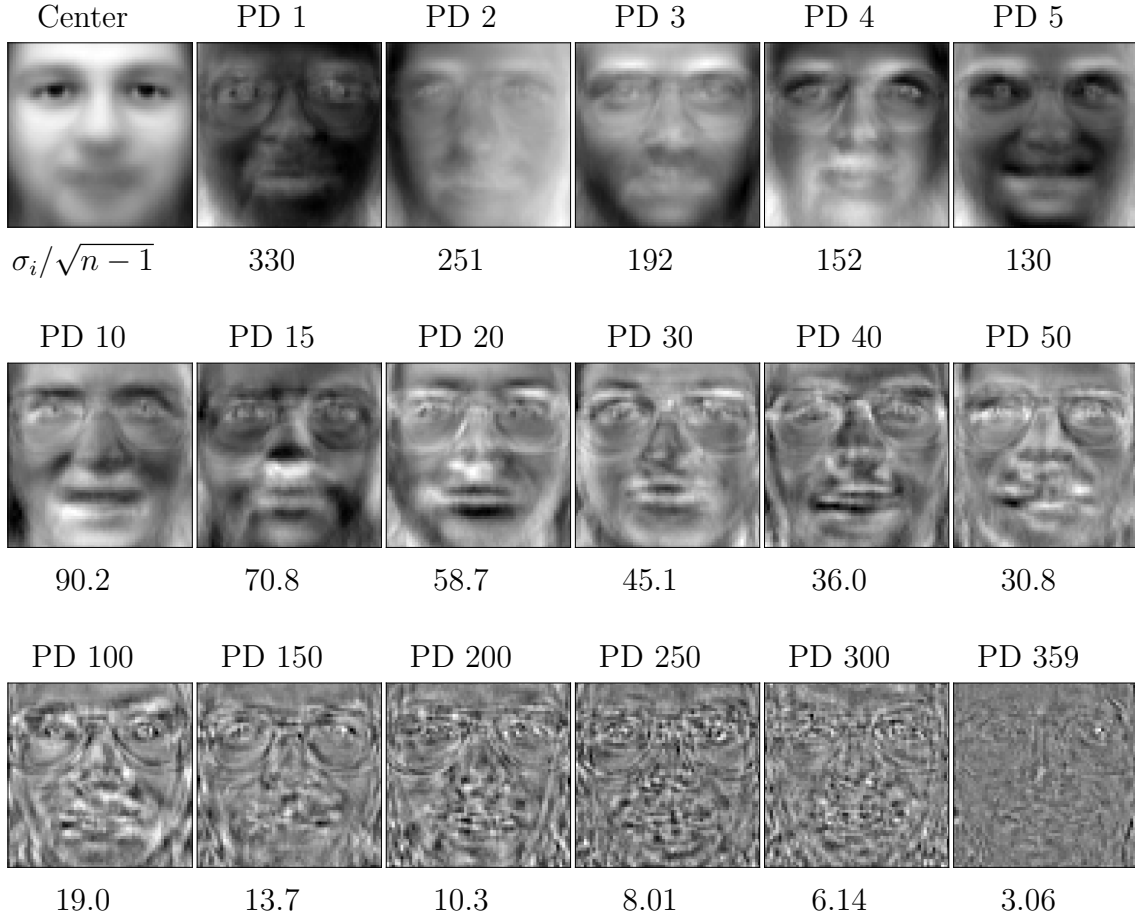 Center PD 1 PD 2 PD 3 PD 4 PD 5
σ_i/√(n − 1) 330 251 192 152 130
PD 10 PD 15 PD 20 PD 30 PD 40 PD 50
90.2 70.8 58.7 45.1 36.0 30.8
PD 100 PD 150 PD 200 PD 250 PD 300 PD 359
19.0 13.7 10.3 8.01 6.14 3.06